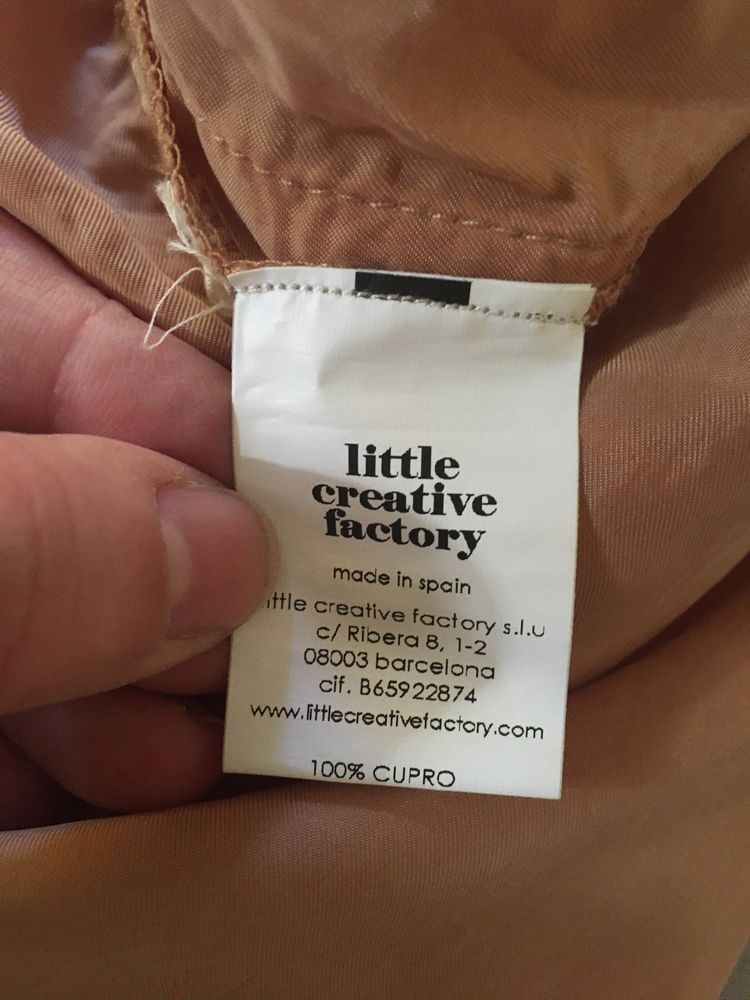 little
creative
factory
made in spain
little creative factory s.l.u
c/ Ribera 8, 1-2
08003 barcelona
cif. B65922874
www.littlecreativefactory.com
100% CUPRO